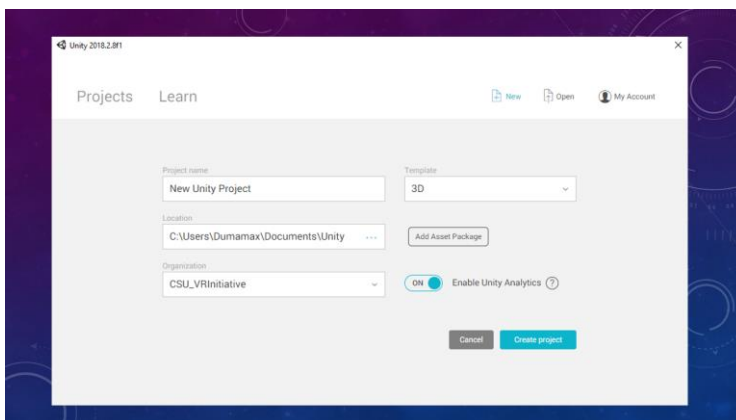 Unity 2018.2.8f1
Projects Learn New Open My Account
Project name Template
New Unity Project 3D
Location
C:\Users\Dumamax\Documents\Unity ... Add Asset Package
Organization
CSU_VRInitiative ON Enable Unity Analytics ?
Cancel Create project